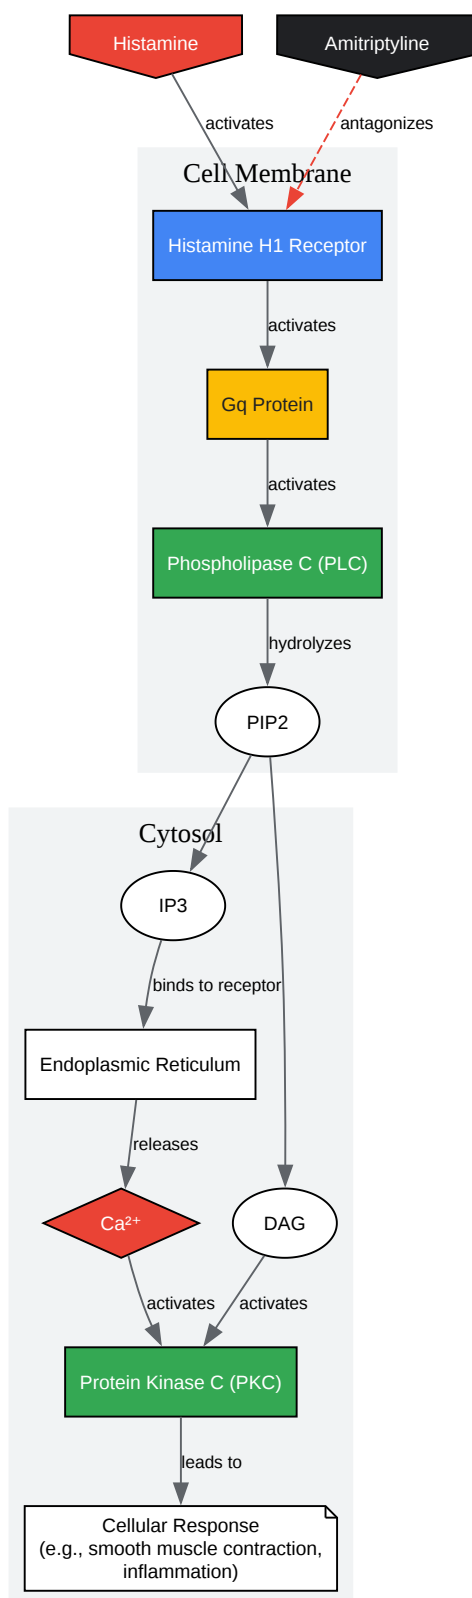 Histamine
Amitriptyline
activates
antagonizes
Cell Membrane
Histamine H1 Receptor
activates
Gq Protein
activates
Phospholipase C (PLC)
hydrolyzes
PIP2
Cytosol
IP3
binds to receptor
Endoplasmic Reticulum
releases
Ca²⁺
DAG
activates
activates
Protein Kinase C (PKC)
leads to
Cellular Response
(e.g., smooth muscle contraction,
inflammation)